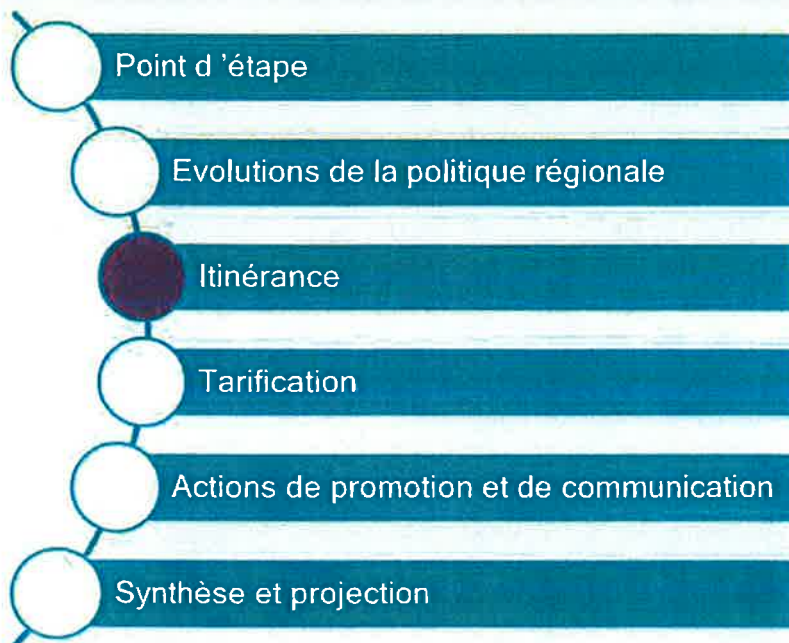 Point d ’étape
Evolutions de la politique régionale
Itinérance
Tarification
Actions de promotion et de communication
Synthèse et projection